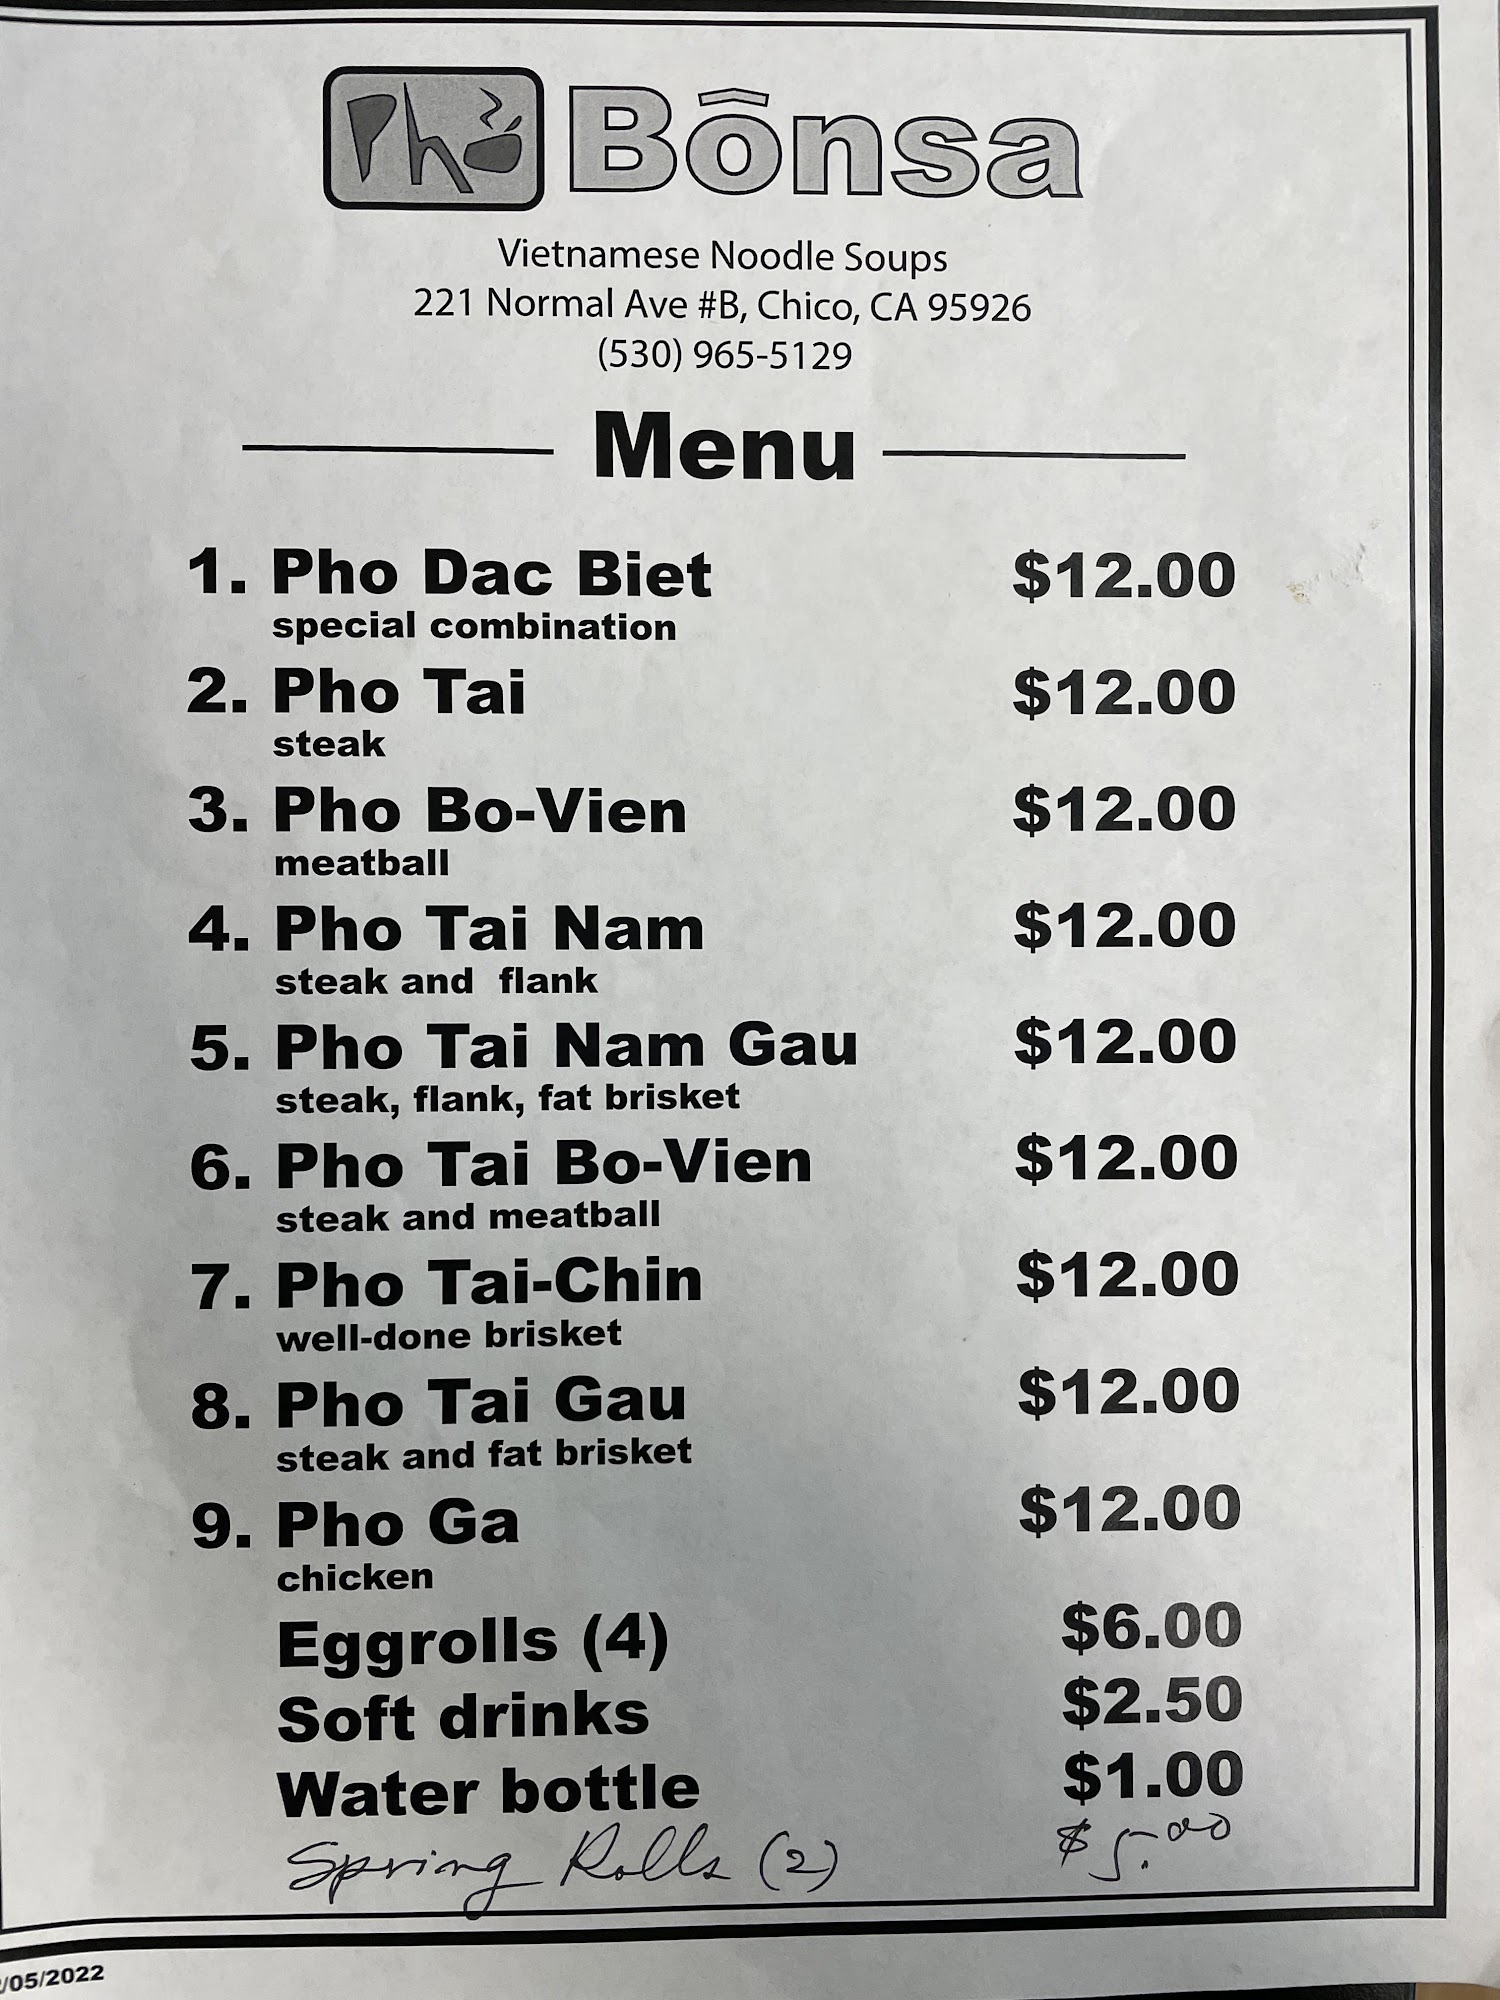 Phở Bônsa
Vietnamese Noodle Soups
221 Normal Ave #B, Chico, CA 95926
(530) 965-5129
Menu
1. Pho Dac Biet $12.00
special combination
2. Pho Tai $12.00
steak
3. Pho Bo-Vien $12.00
meatball
4. Pho Tai Nam $12.00
steak and flank
5. Pho Tai Nam Gau $12.00
steak, flank, fat brisket
6. Pho Tai Bo-Vien $12.00
steak and meatball
7. Pho Tai-Chin $12.00
well-done brisket
8. Pho Tai Gau $12.00
steak and fat brisket
9. Pho Ga $12.00
chicken
Eggrolls (4) $6.00
Soft drinks $2.50
Water bottle $1.00
Spring Rolls (2) $5.00
/05/2022